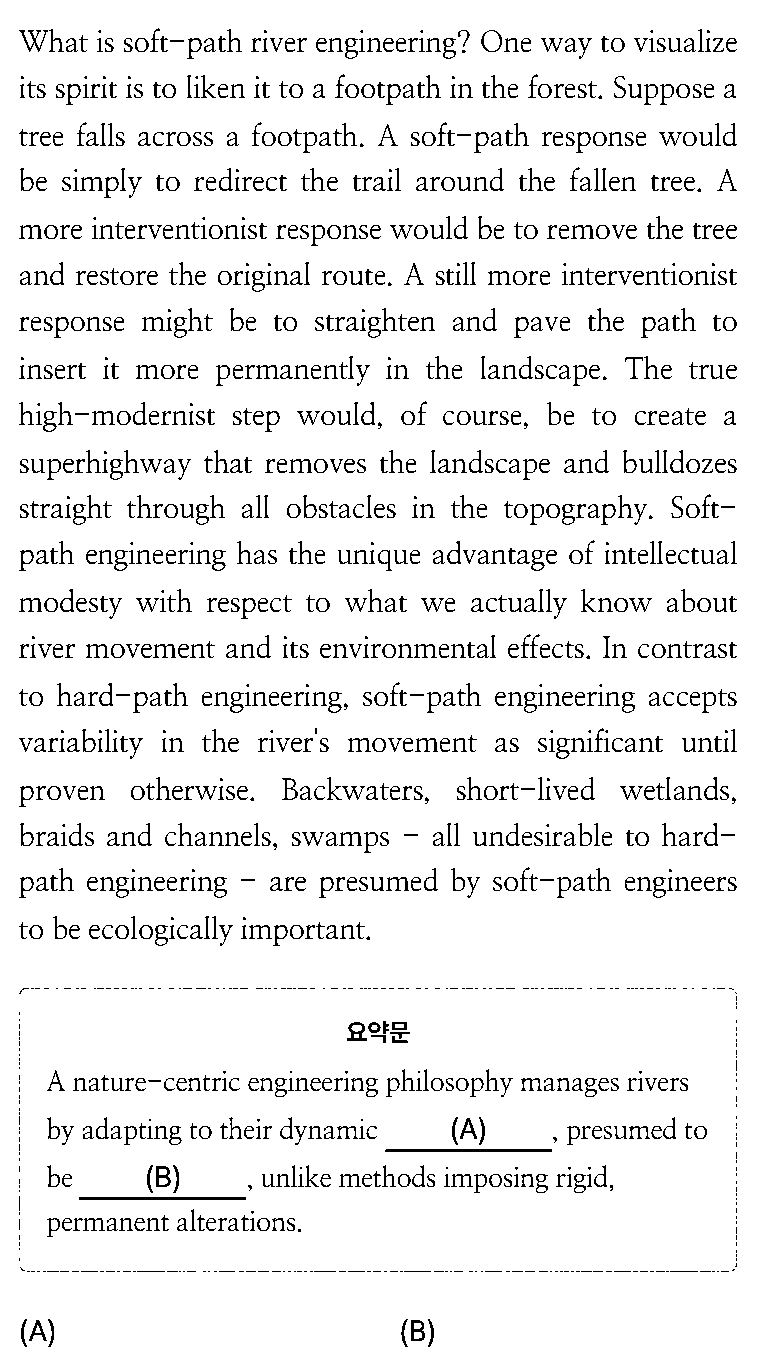 What is soft-path river engineering? One way to visualize
its spirit is to liken it to a footpath in the forest. Suppose a
tree falls across a footpath. A soft-path response would
be simply to redirect the trail around the fallen tree. A
more interventionist response would be to remove the tree
and restore the original route. A still more interventionist
response might be to straighten and pave the path to
insert it more permanently in the landscape. The true
high-modernist step would, of course, be to create a
superhighway that removes the landscape and bulldozes
straight through all obstacles in the topography. Soft-
path engineering has the unique advantage of intellectual
modesty with respect to what we actually know about
river movement and its environmental effects. In contrast
to hard-path engineering, soft-path engineering accepts
variability in the river's movement as significant until
proven otherwise. Backwaters, short-lived wetlands,
braids and channels, swamps - all undesirable to hard-
path engineering - are presumed by soft-path engineers
to be ecologically important.
요약문
A nature-centric engineering philosophy manages rivers
by adapting to their dynamic (A), presumed to
be (B), unlike methods imposing rigid,
permanent alterations.
(A) (B)